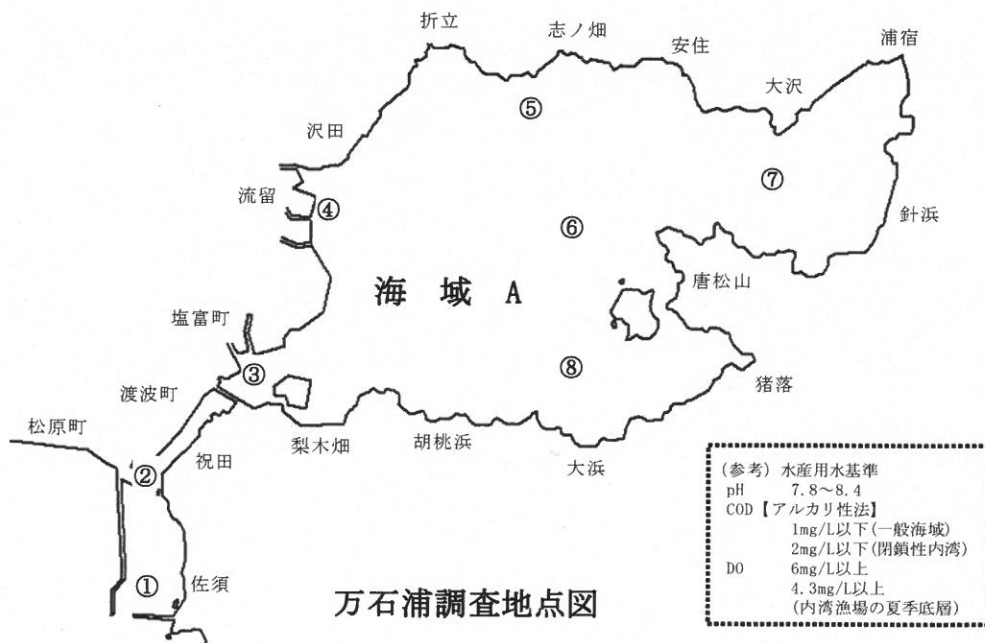 折立
志ノ畑
安住
浦宿
大沢
⑤
沢田
⑦
流留
④
針浜
⑥
唐松山
海域A
塩富町
③
⑧
猪落
渡波町
松原町
梨木畑
胡桃浜
大浜
祝田
②
①
佐須
万石浦調査地点図
(参考) 水産用水基準
pH 7.8～8.4
COD【アルカリ性法】
1mg/L以下(一般海域)
2mg/L以下(閉鎖性内湾)
DO 6mg/L以上
4.3mg/L以上
(内湾漁場の夏季底層)